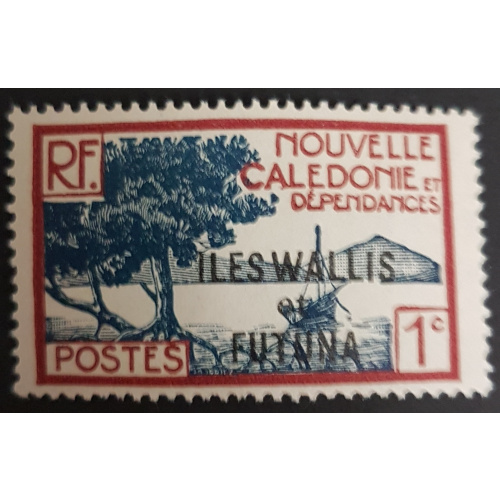 RF.
NOUVELLE
CALEDONIE ET
DÉPENDANCES
ILES WALLIS
ET
FUTUNA
POSTES
1c